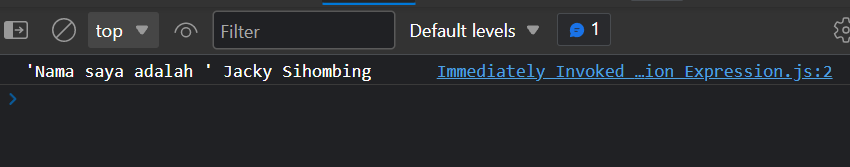 top Filter Default levels 1
'Nama saya adalah ' Jacky Sihombing Immediately Invoked …ion Expression.js:2